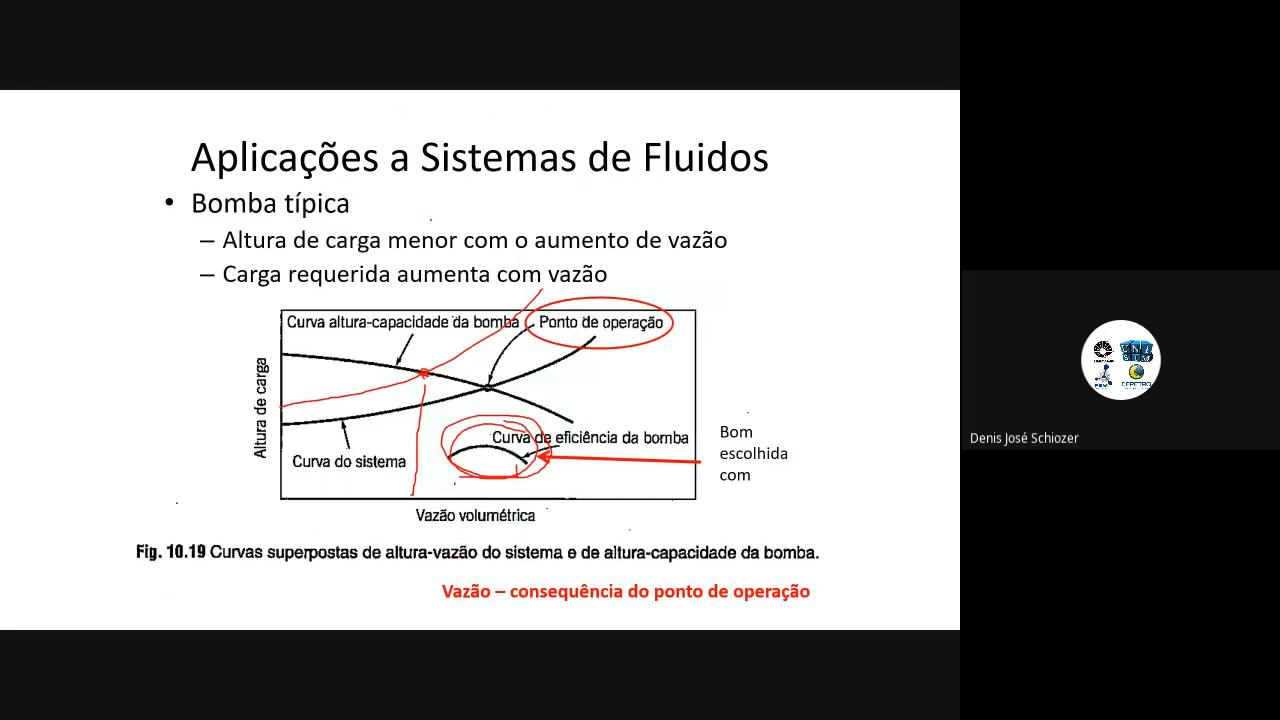 Aplicações a Sistemas de Fluidos
• Bomba típica
– Altura de carga menor com o aumento de vazão
– Carga requerida aumenta com vazão
Curva altura-capacidade da bomba
Ponto de operação
Altura de carga
Curva de eficiência da bomba
Curva do sistema
Bom
escolhida
com
Vazão volumétrica
Fig. 10.19 Curvas superpostas de altura-vazão do sistema e de altura-capacidade da bomba.
Vazão – consequência do ponto de operação
Denis José Schiozer